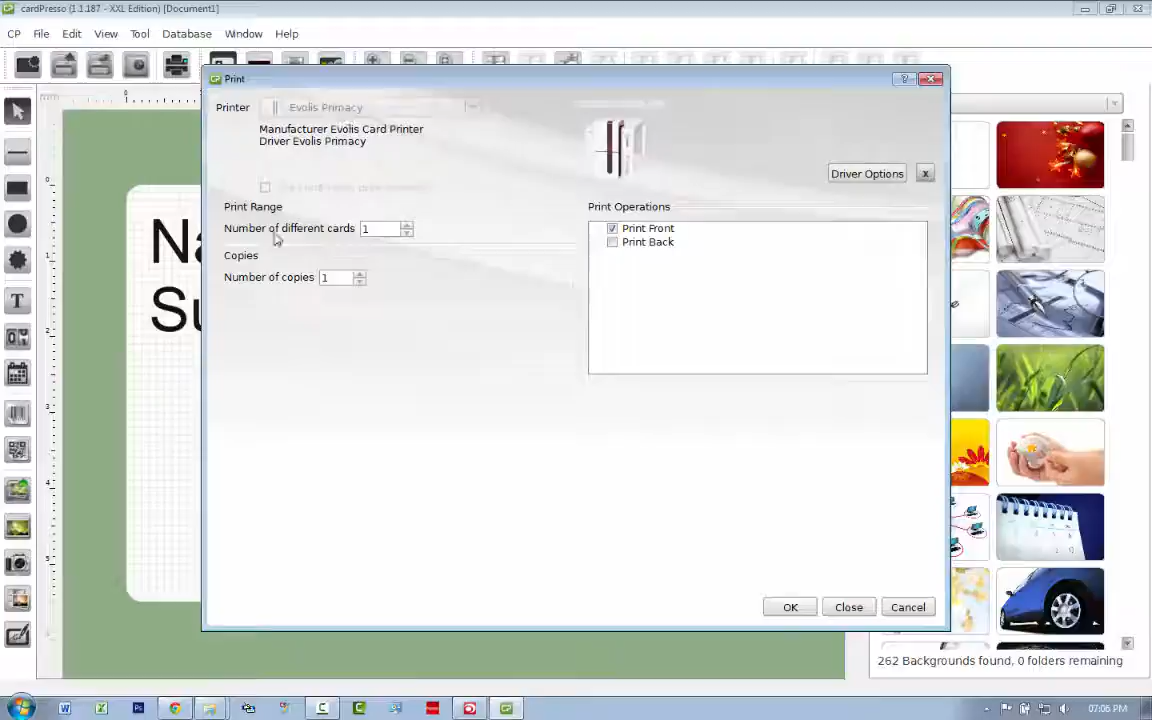 cardPresso (1.1.187 - XXL Edition) [Document1]
CP File Edit View Tool Database Window Help
Print
Printer Evolis Primacy
Manufacturer Evolis Card Printer
Driver Evolis Primacy
Driver Options x
Print Range
Print Operations
Number of different cards 1
Print Front
Print Back
Copies
Number of copies 1
Na
Su
OK Close Cancel
262 Backgrounds found, 0 folders remaining
07:06 PM